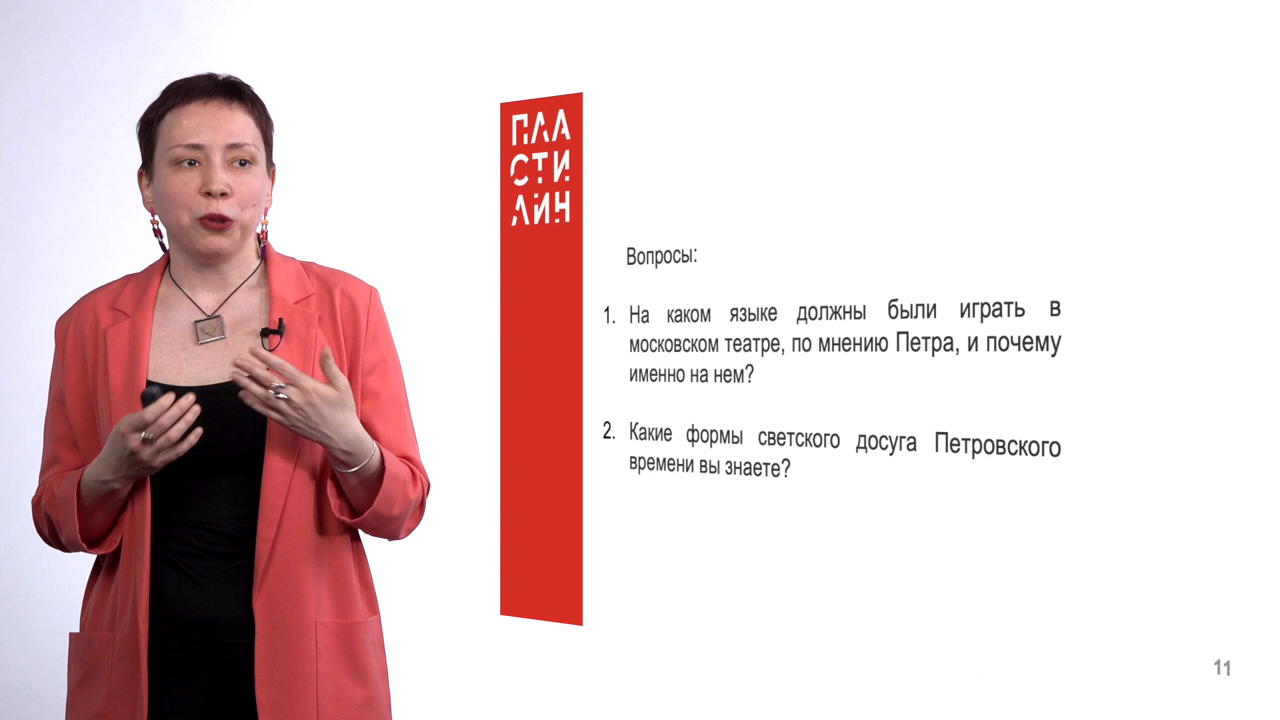 ПЛА
СТИ
ЛИН
Вопросы:
1. На каком языке должны были играть в
московском театре, по мнению Петра, и почему
именно на нем?
2. Какие формы светского досуга Петровского
времени вы знаете?
11